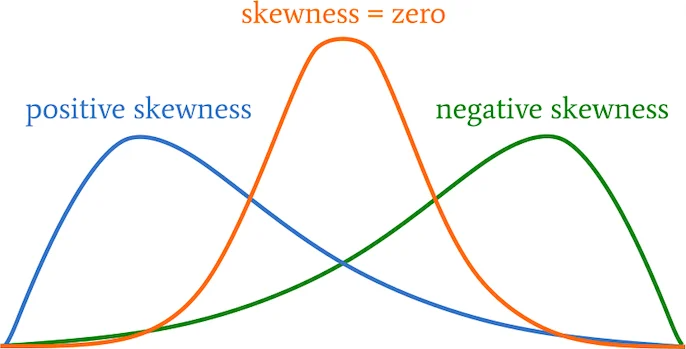 skewness = zero
positive skewness
negative skewness